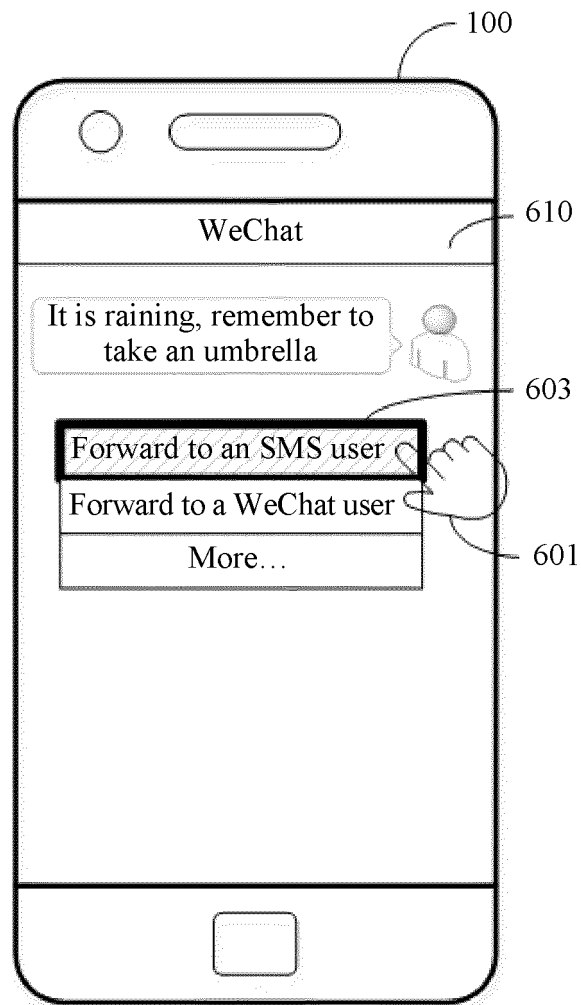 100
WeChat
610
It is raining, remember to
take an umbrella
603
Forward to an SMS user
Forward to a WeChat user
601
More…